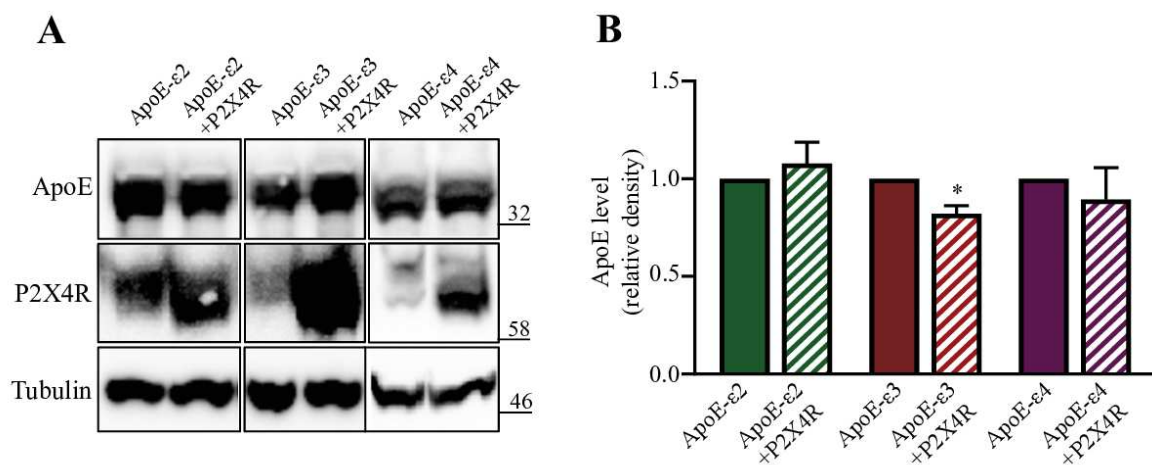 A
ApoE-ε2
ApoE-ε2
+P2X4R
ApoE-ε3
ApoE-ε3
+P2X4R
ApoE-ε4
ApoE-ε4
+P2X4R
ApoE
32
P2X4R
58
Tubulin
46
B
ApoE level
(relative density)
1.5
1.0
0.5
0.0
*
ApoE-ε2
ApoE-ε2
+P2X4R
ApoE-ε3
ApoE-ε3
+P2X4R
ApoE-ε4
ApoE-ε4
+P2X4R